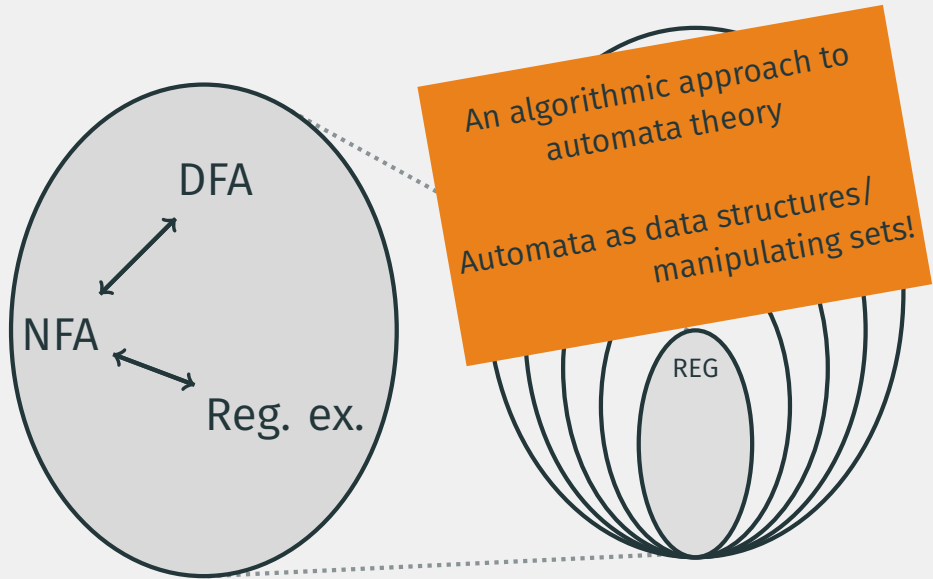 DFA
NFA
Reg. ex.
An algorithmic approach to
automata theory
Automata as data structures/
manipulating sets!
REG